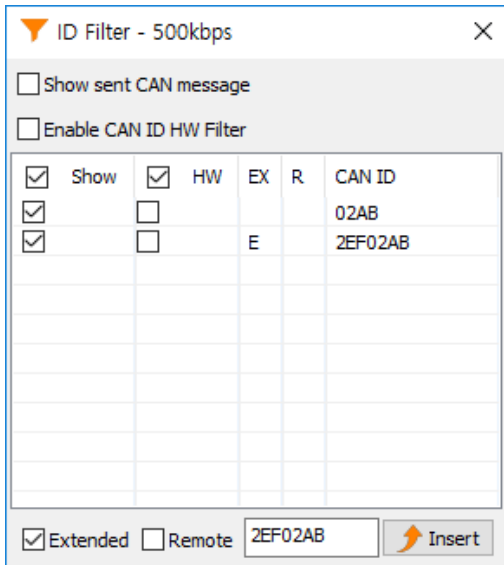 ID Filter - 500kbps
Show sent CAN message
Enable CAN ID HW Filter
Show HW EX R CAN ID
02AB
E 2EF02AB
Extended Remote 2EF02AB Insert